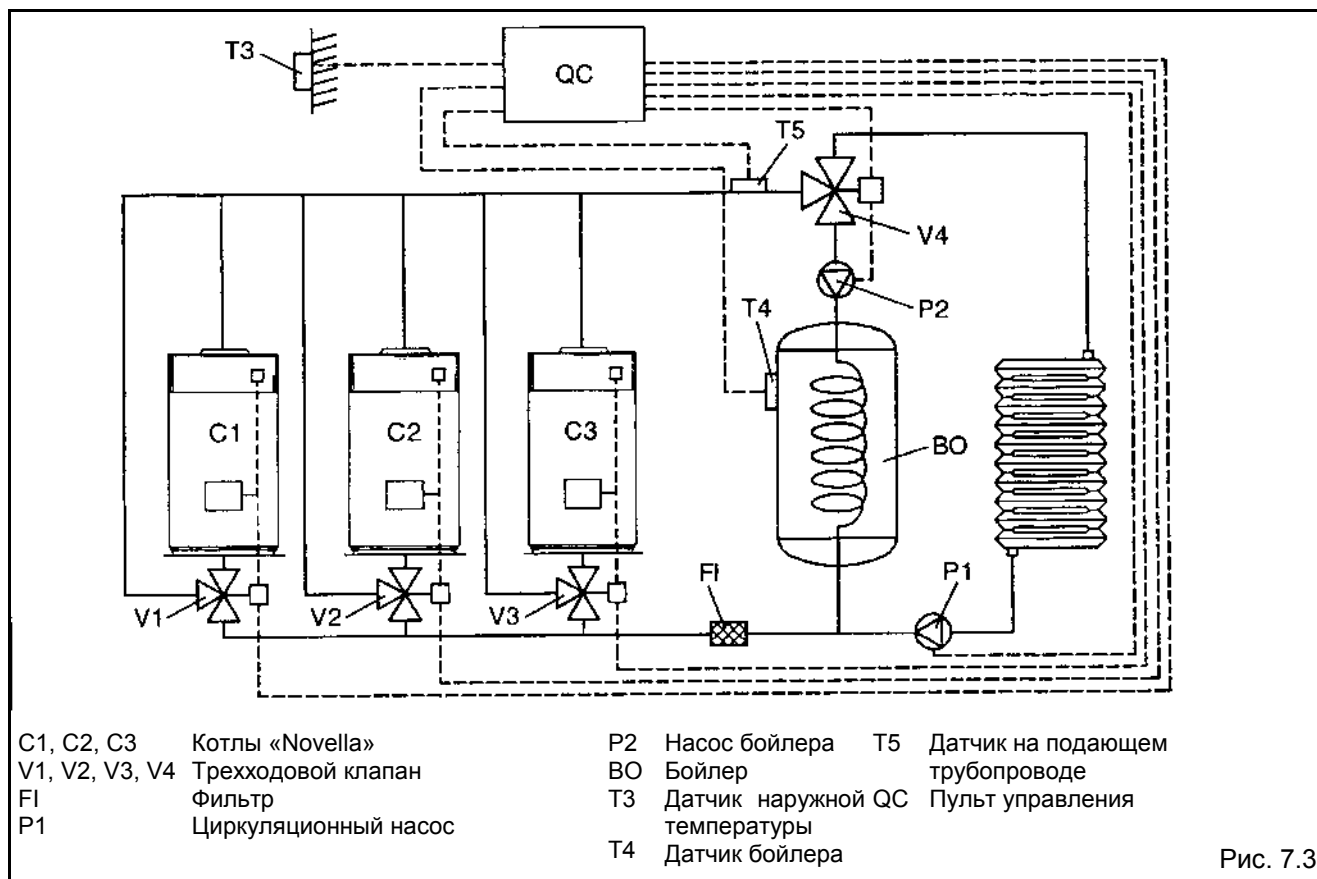 T3
QC
T5
V4
P2
T4
C1
C2
C3
BO
FI
P1
V1
V2
V3
C1, C2, C3 Котлы «Novella»
V1, V2, V3, V4 Трехходовой клапан
FI Фильтр
P1 Циркуляционный насос
P2 Насос бойлера
BO Бойлер
T3 Датчик наружной температуры
T4 Датчик бойлера
T5 Датчик на подающем
трубопроводе
QC Пульт управления
Рис. 7.3